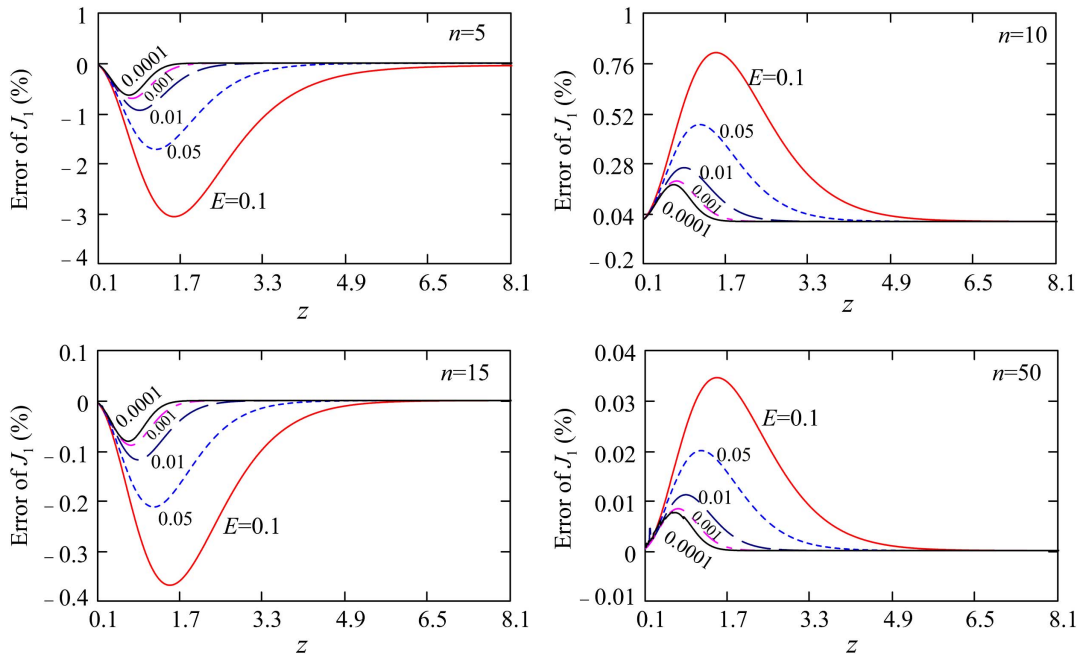 n=5
Error of J1 (%)
1
0
− 1
− 2
− 3
− 4
0.0001
0.001
0.01
0.05
E=0.1
0.1 1.7 3.3 4.9 6.5 8.1
z
n=10
Error of J1 (%)
1
0.76
0.52
0.28
0.04
− 0.2
E=0.1
0.05
0.01
0.001
0.0001
0.1 1.7 3.3 4.9 6.5 8.1
z
n=15
Error of J1 (%)
0.1
0
− 0.1
− 0.2
− 0.3
− 0.4
0.0001
0.001
0.01
0.05
E=0.1
0.1 1.7 3.3 4.9 6.5 8.1
z
n=50
Error of J1 (%)
0.04
0.03
0.02
0.01
0
− 0.01
E=0.1
0.05
0.01
0.001
0.0001
0.1 1.7 3.3 4.9 6.5 8.1
z